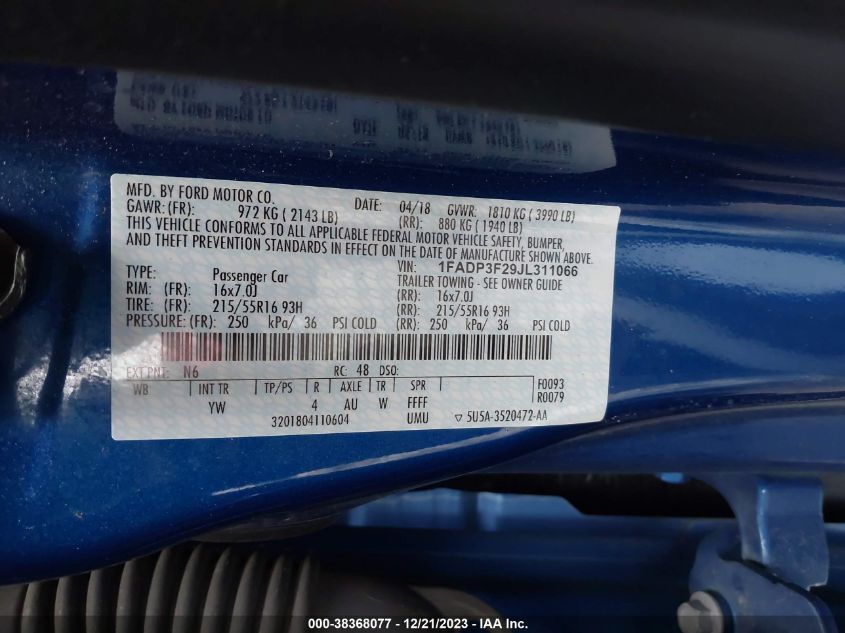 MFD. BY FORD MOTOR CO. DATE: 04/18 GVWR: 1810 KG ( 3990 LB)
GAWR: (FR): 972 KG ( 2143 LB) (RR): 880 KG ( 1940 LB)
THIS VEHICLE CONFORMS TO ALL APPLICABLE FEDERAL MOTOR VEHICLE SAFETY, BUMPER,
AND THEFT PREVENTION STANDARDS IN EFFECT ON THE DATE OF MANUFACTURE SHOWN ABOVE.
VIN: 1FADP3F29JL311066
TYPE: Passenger Car TRAILER TOWING - SEE OWNER GUIDE
RIM: (FR): 16x7.0J (RR): 16x7.0J
TIRE: (FR): 215/55R16 93H (RR): 215/55R16 93H
PRESSURE: (FR): 250 kPa/ 36 PSI COLD (RR): 250 kPa/ 36 PSI COLD
EXT PNT: N6 RC: 48 DSO:
WB INT TR TP/PS R AXLE TR SPR F0093
YW 4 AU W FFFF R0079
3201804110604 UMU ▽ 5U5A-3520472-AA
000-38368077 - 12/21/2023 - IAA Inc.